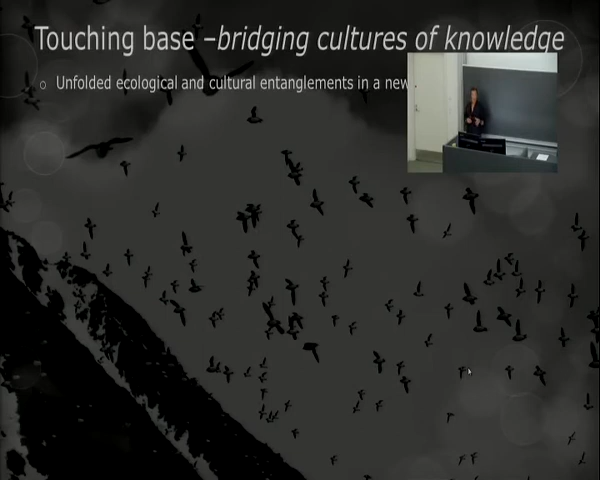 Touching base –bridging cultures of knowledge
Unfolded ecological and cultural entanglements in a new